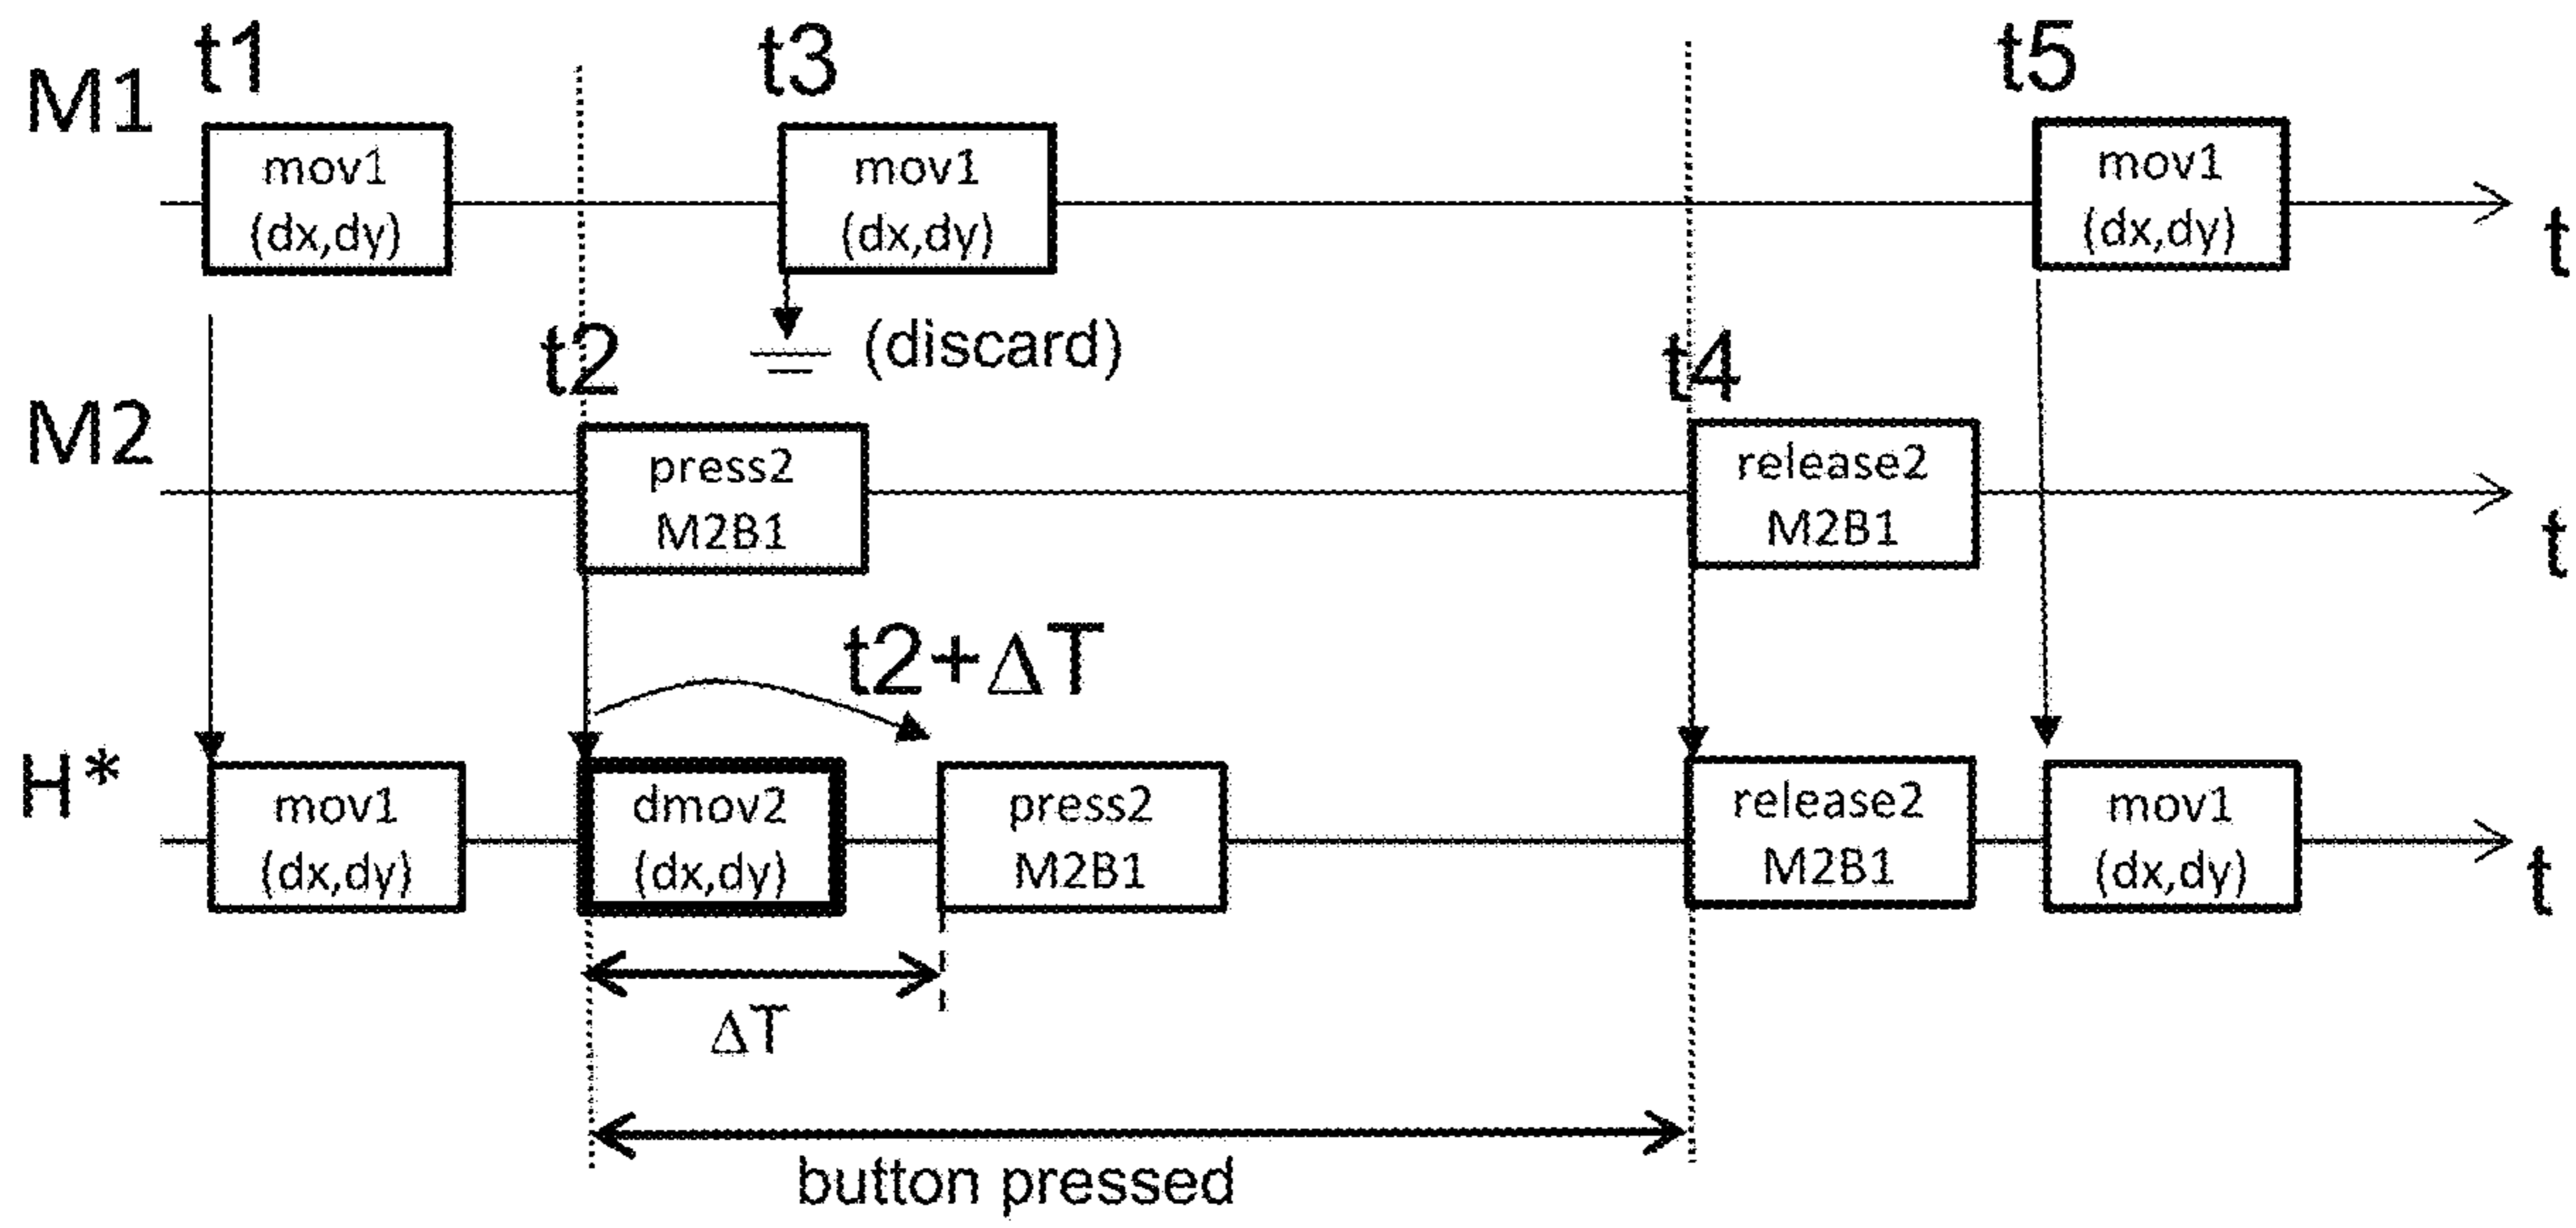 t1
t3
t5
M1
mov1
(dx,dy)
mov1
(dx,dy)
mov1
(dx,dy)
t
(discard)
t2
t4
M2
press2
M2B1
release2
M2B1
t
t2+ΔT
H*
mov1
(dx,dy)
dmov2
(dx,dy)
press2
M2B1
release2
M2B1
mov1
(dx,dy)
t
ΔT
button pressed